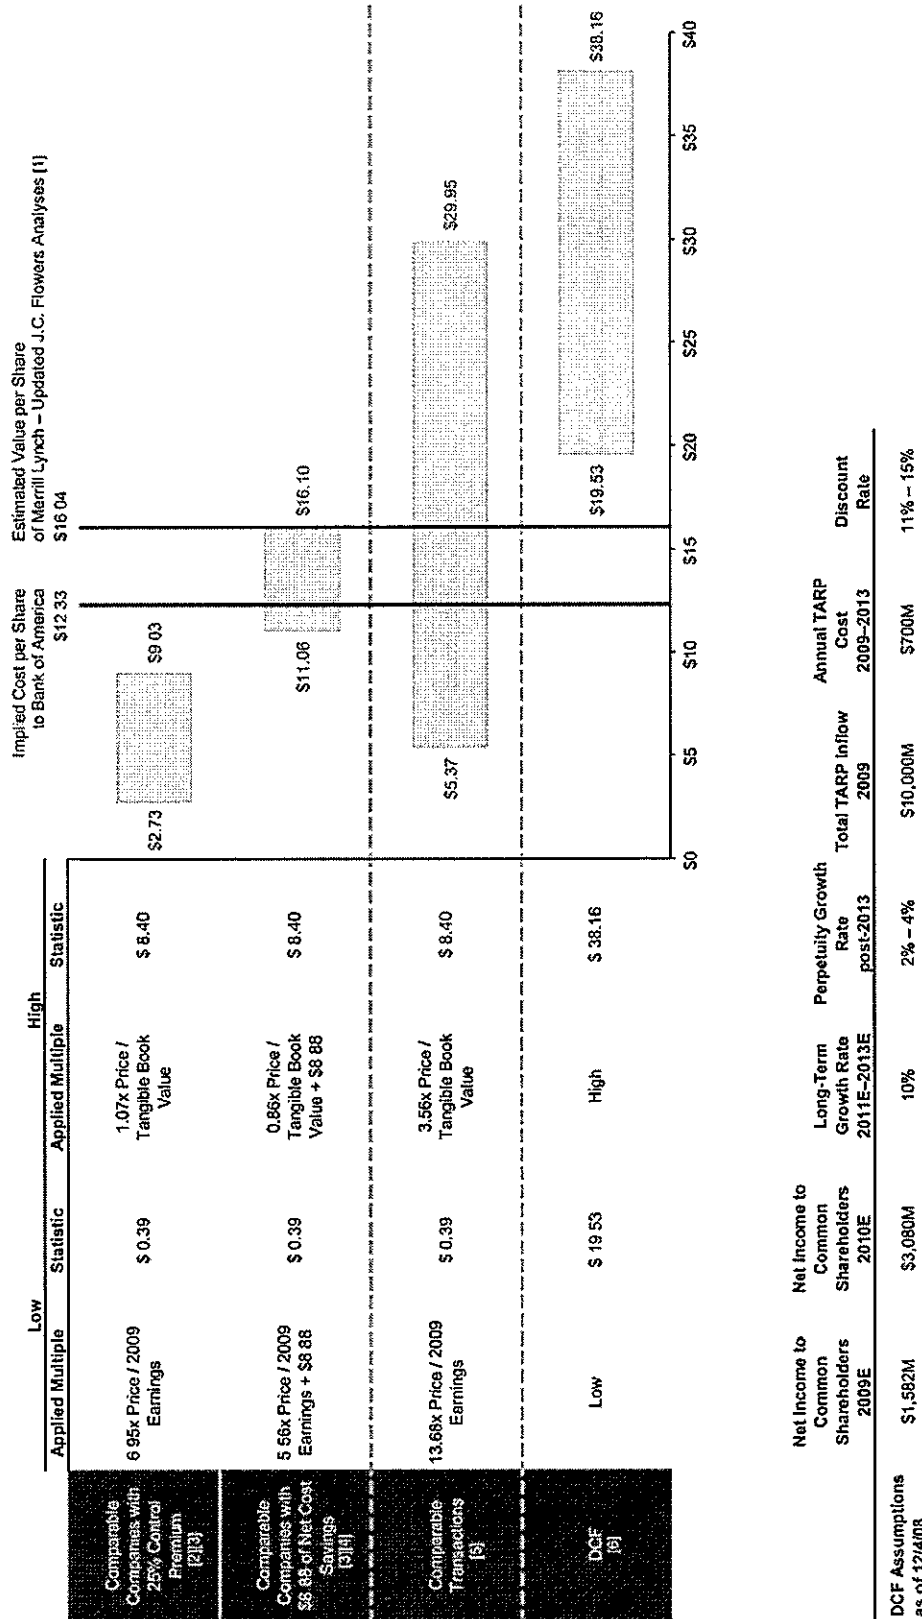 Implied Cost per Share
to Bank of America
$12 33
Estimated Value per Share
of Merrill Lynch – Updated J.C. Flowers Analyses [1]
$16 04
Low
High
Applied Multiple
Statistic
Applied Multiple
Statistic
Comparable
Companies with
25% Control
Premium
[2][3]
6 95x Price / 2009
Earnings
$ 0.39
1.07x Price /
Tangible Book
Value
$ 8.40
$2.73
$9 03
Comparable
Companies with
$8 88 of Net Cost
Savings
[3][4]
5 56x Price / 2009
Earnings + $8 88
$ 0.39
0.86x Price /
Tangible Book
Value + $8 88
$ 8.40
$11.06
$16.10
Comparable
Transactions
[5]
13.68x Price / 2009
Earnings
$ 0.39
3.56x Price /
Tangible Book
Value
$ 8.40
$5.37
$29.95
DCF
[6]
Low
$ 19 53
High
$ 38.16
$19.53
$38.16
$0
$5
$10
$15
$20
$25
$30
$35
$40
DCF Assumptions
as of 12/4/08
Net Income to
Common
Shareholders
2009E
Net Income to
Common
Shareholders
2010E
Long-Term
Growth Rate
2011E–2013E
Perpetuity Growth
Rate
post-2013
Total TARP Inflow
2009
Annual TARP
Cost
2009–2013
Discount
Rate
$1,582M
$3,080M
10%
2% – 4%
$10,000M
$700M
11% – 15%